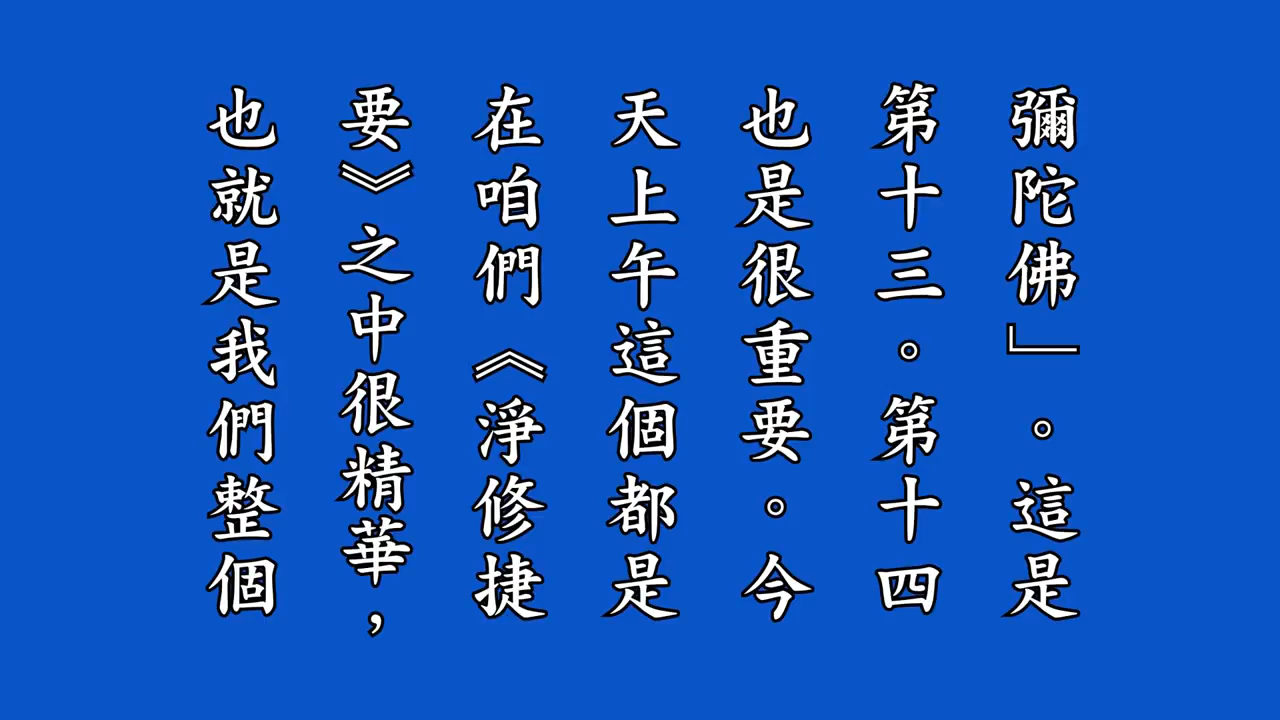 彌陀佛」。這是
第十三。第十四
也是很重要。今
天上午這個都是
在咱們《淨修捷
要》之中很精華，
也就是我們整個